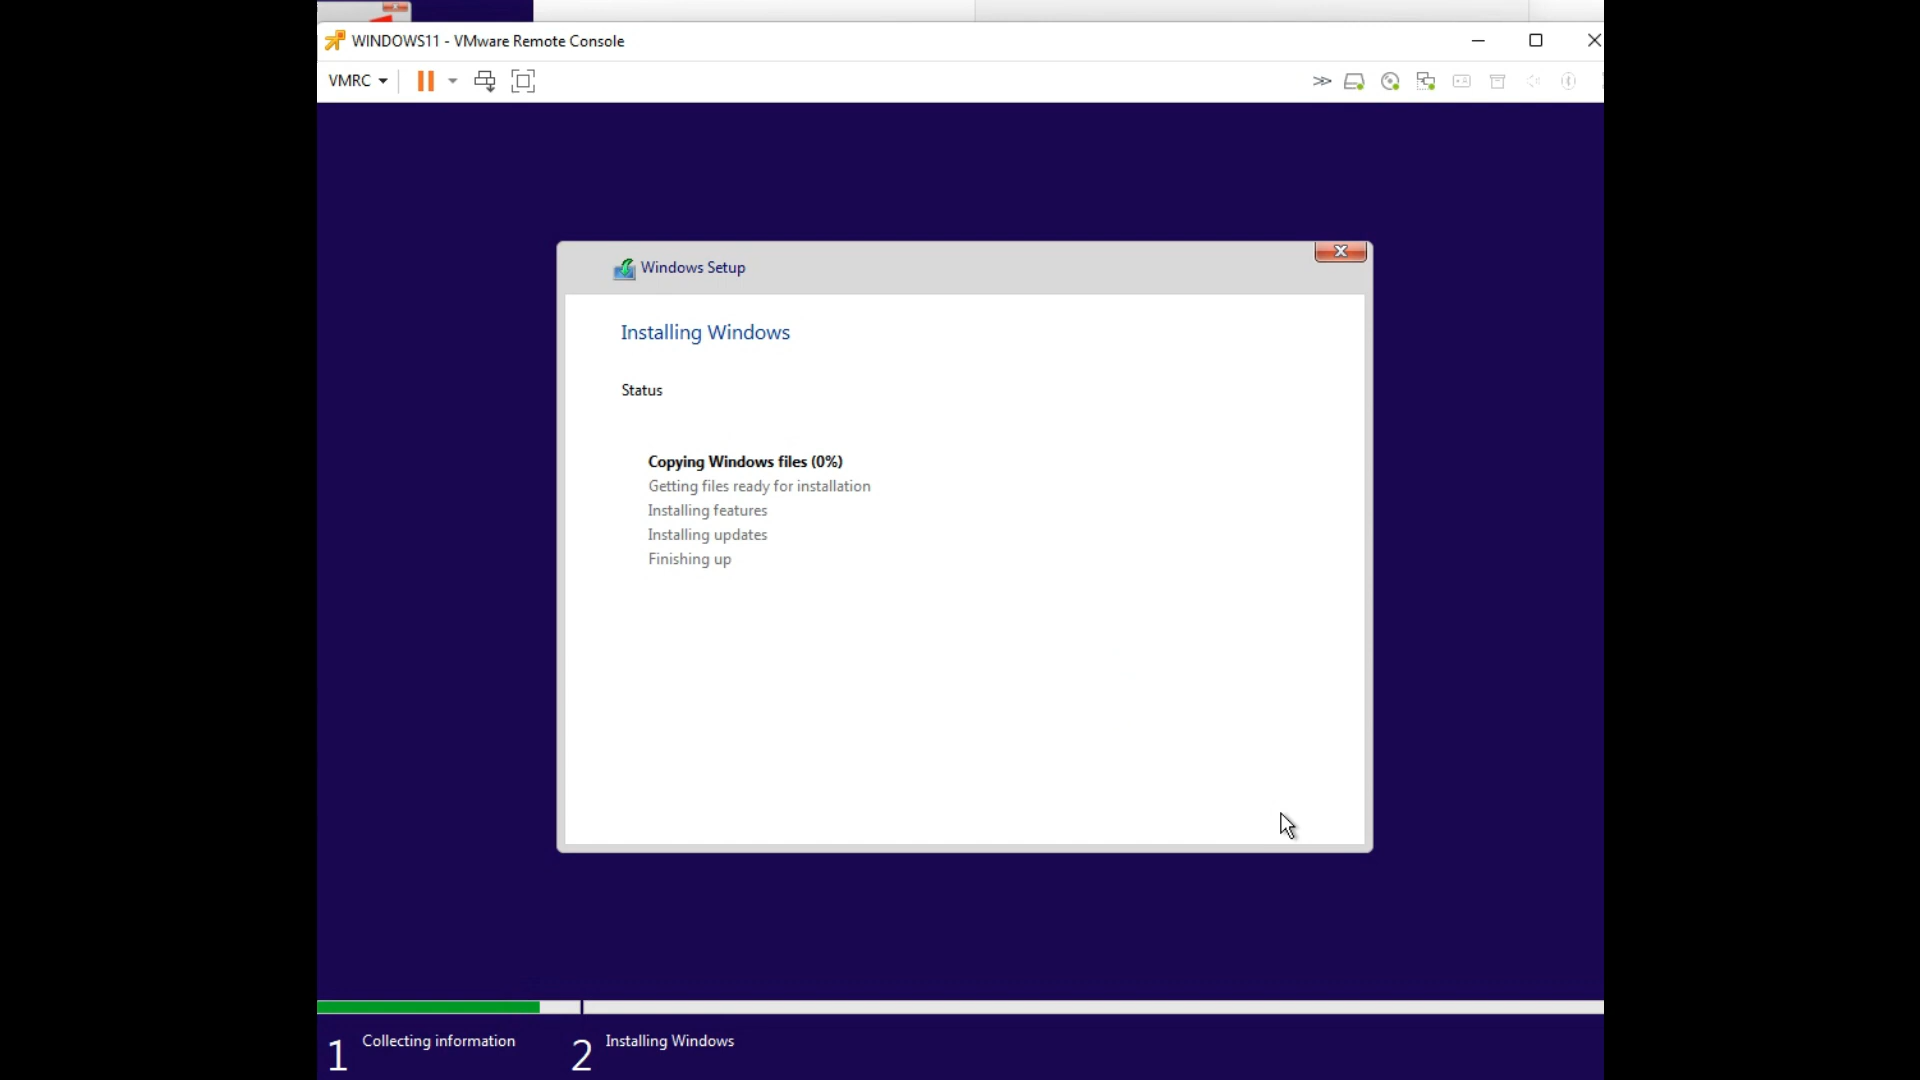 WINDOWS11 - VMware Remote Console
VMRC
Windows Setup
Installing Windows
Status
Copying Windows files (0%)
Getting files ready for installation
Installing features
Installing updates
Finishing up
1 Collecting information
2 Installing Windows